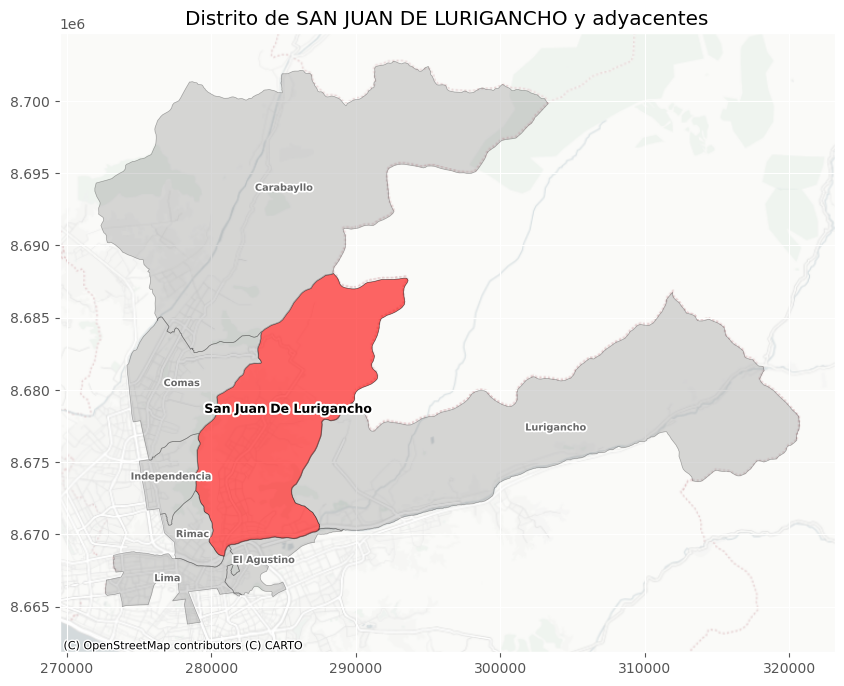 Distrito de SAN JUAN DE LURIGANCHO y adyacentes
1e6
8.700
8.695
8.690
8.685
8.680
8.675
8.670
8.665
Carabayllo
Comas
San Juan De Lurigancho
Lurigancho
Independencia
Rimac
El Agustino
Lima
(C) OpenStreetMap contributors (C) CARTO
270000 280000 290000 300000 310000 320000